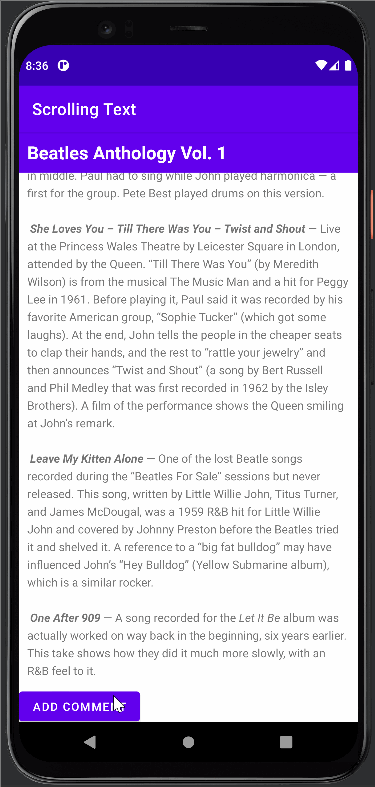 8:36
Scrolling Text
Beatles Anthology Vol. 1
in middle. Paul had to sing while John played harmonica — a
first for the group. Pete Best played drums on this version.
She Loves You – Till There Was You – Twist and Shout — Live
at the Princess Wales Theatre by Leicester Square in London,
attended by the Queen. "Till There Was You" (by Meredith
Wilson) is from the musical The Music Man and a hit for Peggy
Lee in 1961. Before playing it, Paul said it was recorded by his
favorite American group, "Sophie Tucker" (which got some
laughs). At the end, John tells the people in the cheaper seats
to clap their hands, and the rest to "rattle your jewelry" and
then announces "Twist and Shout" (a song by Bert Russell
and Phil Medley that was first recorded in 1962 by the Isley
Brothers). A film of the performance shows the Queen smiling
at John's remark.
Leave My Kitten Alone — One of the lost Beatle songs
recorded during the "Beatles For Sale" sessions but never
released. This song, written by Little Willie John, Titus Turner,
and James McDougal, was a 1959 R&B hit for Little Willie
John and covered by Johnny Preston before the Beatles tried
it and shelved it. A reference to a "big fat bulldog" may have
influenced John's "Hey Bulldog" (Yellow Submarine album),
which is a similar rocker.
One After 909 — A song recorded for the Let It Be album was
actually worked on way back in the beginning, six years earlier.
This take shows how they did it much more slowly, with an
R&B feel to it.
ADD COMMENT